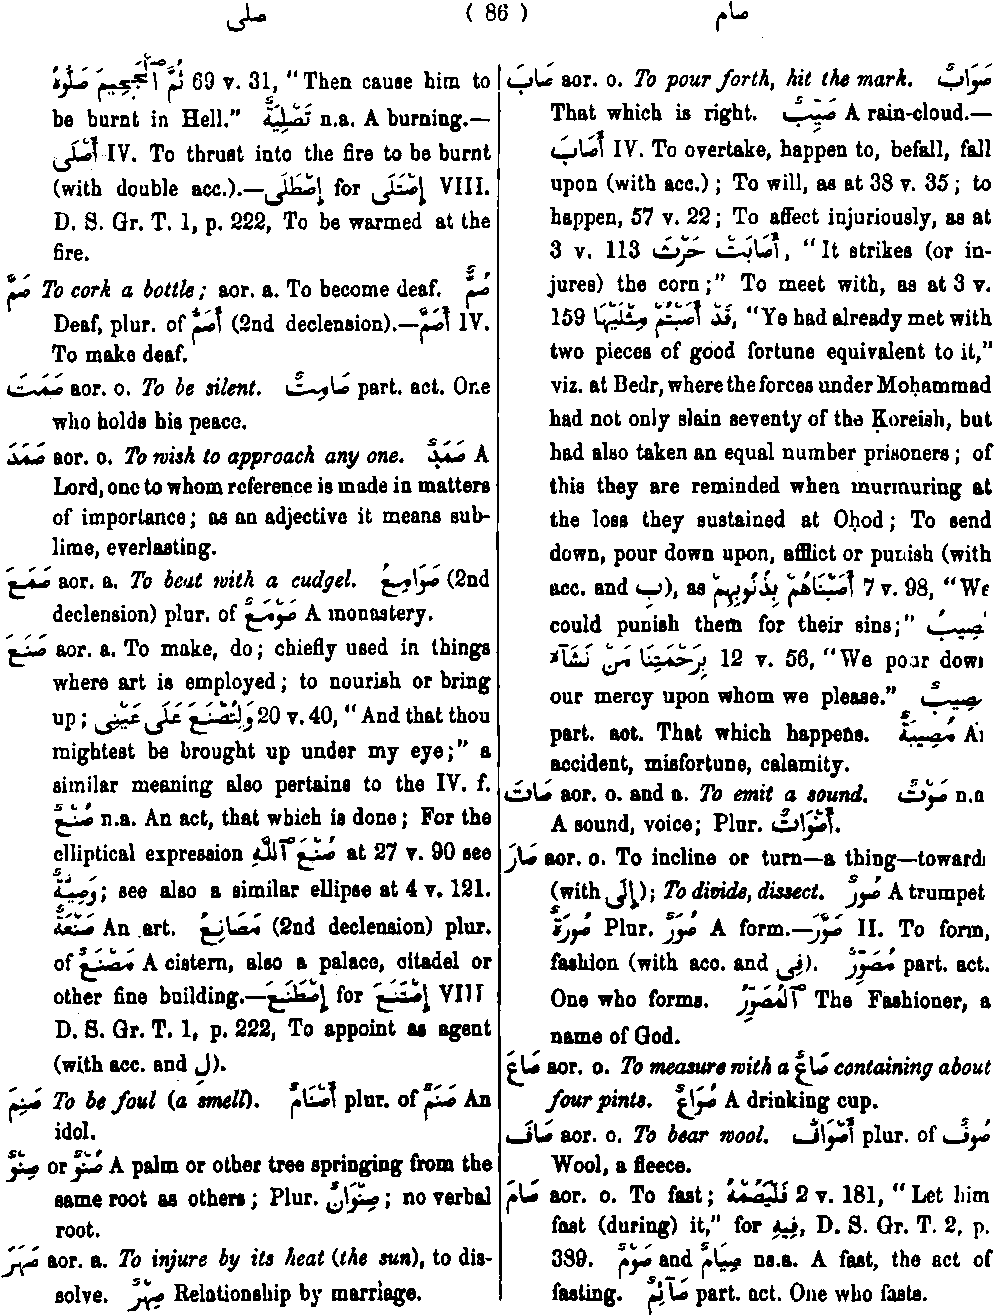 صلى ( 86 ) صام
ثُمَّ ٱلْجَحِيمَ صَلُّوهُ 69 v. 31, "Then cause him to
be burnt in Hell." تَصْلِيَةٌ n.a. A burning.—
أَصْلَى IV. To thrust into the fire to be burnt
(with double acc.).—إِصْطَلَى for إِصْتَلَى VIII.
D. S. Gr. T. 1, p. 222, To be warmed at the
fire.
صَمَّ To cork a bottle; aor. a. To become deaf. صُمٌّ
Deaf, plur. of أَصَمُّ (2nd declension).—أَصَمَّ IV.
To make deaf.
صَمَتَ aor. o. To be silent. صَامِتٌ part. act. One
who holds his peace.
صَمَدَ aor. o. To wish to approach any one. صَمَدٌ A
Lord, one to whom reference is made in matters
of importance; as an adjective it means sub-
lime, everlasting.
صَمَعَ aor. a. To beat with a cudgel. صَوَامِعُ (2nd
declension) plur. of صَوْمَعٌ A monastery.
صَنَعَ aor. a. To make, do; chiefly used in things
where art is employed; to nourish or bring
up; وَلِتُصْنَعَ عَلَى عَيْنِى 20 v. 40, "And that thou
mightest be brought up under my eye;" a
similar meaning also pertains to the IV. f.
صُنْعٌ n.a. An act, that which is done; For the
elliptical expression صُنْعَ ٱللّٰهِ at 27 v. 90 see
وَصِيَّةٌ; see also a similar ellipse at 4 v. 121.
صَنْعَةٌ An art. مَصَانِعُ (2nd declension) plur.
of مَصْنَعٌ A cistern, also a palace, citadel or
other fine building.—إِصْطَنَعَ for إِصْتَنَعَ VIII
D. S. Gr. T. 1, p. 222, To appoint as agent
(with acc. and لِ).
صَنِمَ To be foul (a smell). أَصْنَامٌ plur. of صَنَمٌ An
idol.
صِنْوٌ or صُنْوٌ A palm or other tree springing from the
same root as others; Plur. صِنْوَانٌ; no verbal
root.
صَهَرَ aor. a. To injure by its heat (the sun), to dis-
solve. صِهْرٌ Relationship by marriage.
صَابَ aor. o. To pour forth, hit the mark. صَوَابٌ
That which is right. صَيِّبٌ A rain-cloud.—
أَصَابَ IV. To overtake, happen to, befall, fall
upon (with acc.); To will, as at 38 v. 35; to
happen, 57 v. 22; To affect injuriously, as at
3 v. 113 أَصَابَتْ حَرْثَ, "It strikes (or in-
jures) the corn;" To meet with, as at 3 v.
159 قَدْ أَصَبْتُمْ مِثْلَيْهَا, "Ye had already met with
two pieces of good fortune equivalent to it,"
viz. at Bedr, where the forces under Moḥammad
had not only slain seventy of the Ḳoreish, but
had also taken an equal number prisoners; of
this they are reminded when murmuring at
the loss they sustained at Oḥod; To send
down, pour down upon, afflict or punish (with
acc. and بِ), as أَصَبْنَاهُمْ بِذُنُوبِهِمْ 7 v. 98, "We
could punish them for their sins;" نُصِيبُ
بِرَحْمَتِنَا مَنْ نَشَآءُ 12 v. 56, "We pour down
our mercy upon whom we please."
part. act. That which happens. مُصِيبَةٌ An
accident, misfortune, calamity.
صَاتَ aor. o. and a. To emit a sound. صَوْتٌ n.a
A sound, voice; Plur. أَصْوَاتٌ.
صَارَ aor. o. To incline or turn—a thing—towards
(with إِلَى); To divide, dissect. صُورٌ A trumpet
صُورَةٌ Plur. صُوَرٌ A form.—صَوَّرَ II. To form,
fashion (with acc. and فِى). مُصَوِّرٌ part. act.
One who forms. ٱلْمُصَوِّرُ The Fashioner, a
name of God.
صَاعَ aor. o. To measure with a صَاعٌ containing about
four pints. صُوَاعٌ A drinking cup.
صَافَ aor. o. To bear wool. أَصْوَافٌ plur. of صُوفٌ
Wool, a fleece.
صَامَ aor. o. To fast; فَلْيَصُمْهُ 2 v. 181, "Let him
fast (during) it," for فِيهِ, D. S. Gr. T. 2, p.
389. صَوْمٌ and صِيَامٌ ns.a. A fast, the act of
fasting. صَآئِمٌ part. act. One who fasts.